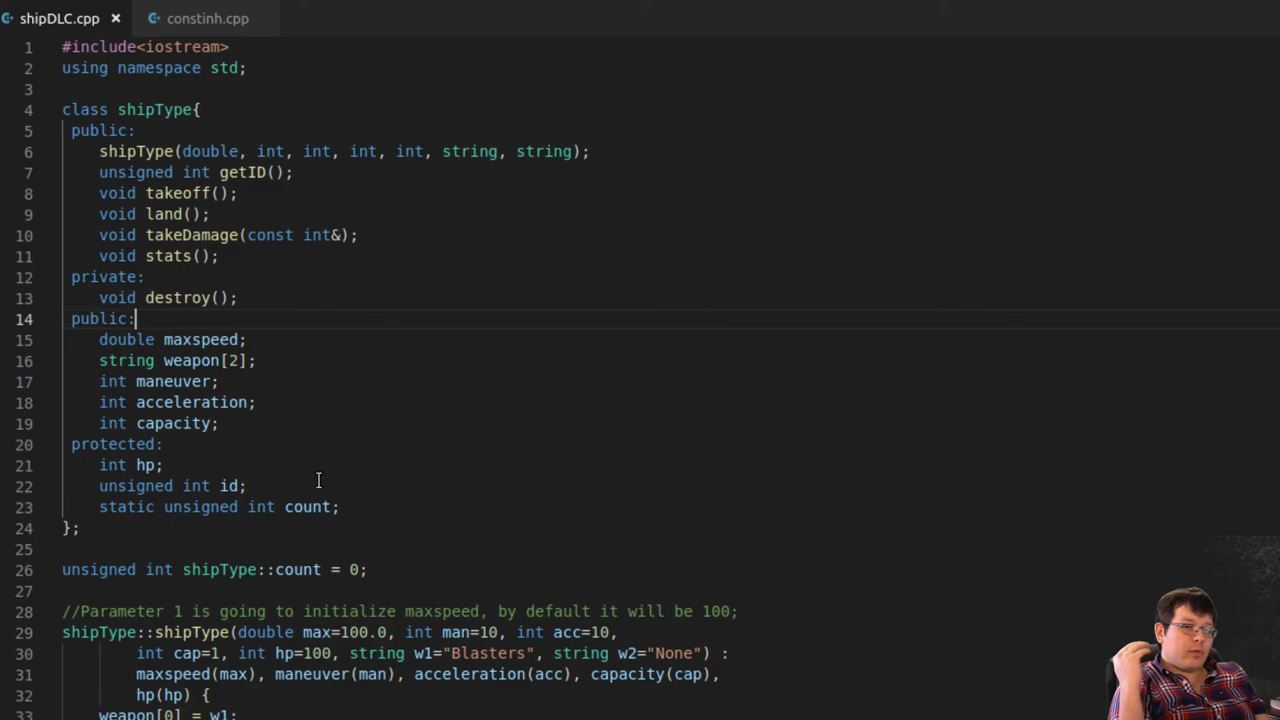 shipDLC.cpp × constinh.cpp
1 #include<iostream>
2 using namespace std;
3
4 class shipType{
5 public:
6 shipType(double, int, int, int, int, string, string);
7 unsigned int getID();
8 void takeoff();
9 void land();
10 void takeDamage(const int&);
11 void stats();
12 private:
13 void destroy();
14 public:
15 double maxspeed;
16 string weapon[2];
17 int maneuver;
18 int acceleration;
19 int capacity;
20 protected:
21 int hp;
22 unsigned int id;
23 static unsigned int count;
24 };
25
26 unsigned int shipType::count = 0;
27
28 //Parameter 1 is going to initialize maxspeed, by default it will be 100;
29 shipType::shipType(double max=100.0, int man=10, int acc=10,
30 int cap=1, int hp=100, string w1="Blasters", string w2="None") :
31 maxspeed(max), maneuver(man), acceleration(acc), capacity(cap),
32 hp(hp) {
33 weapon[0] = w1;